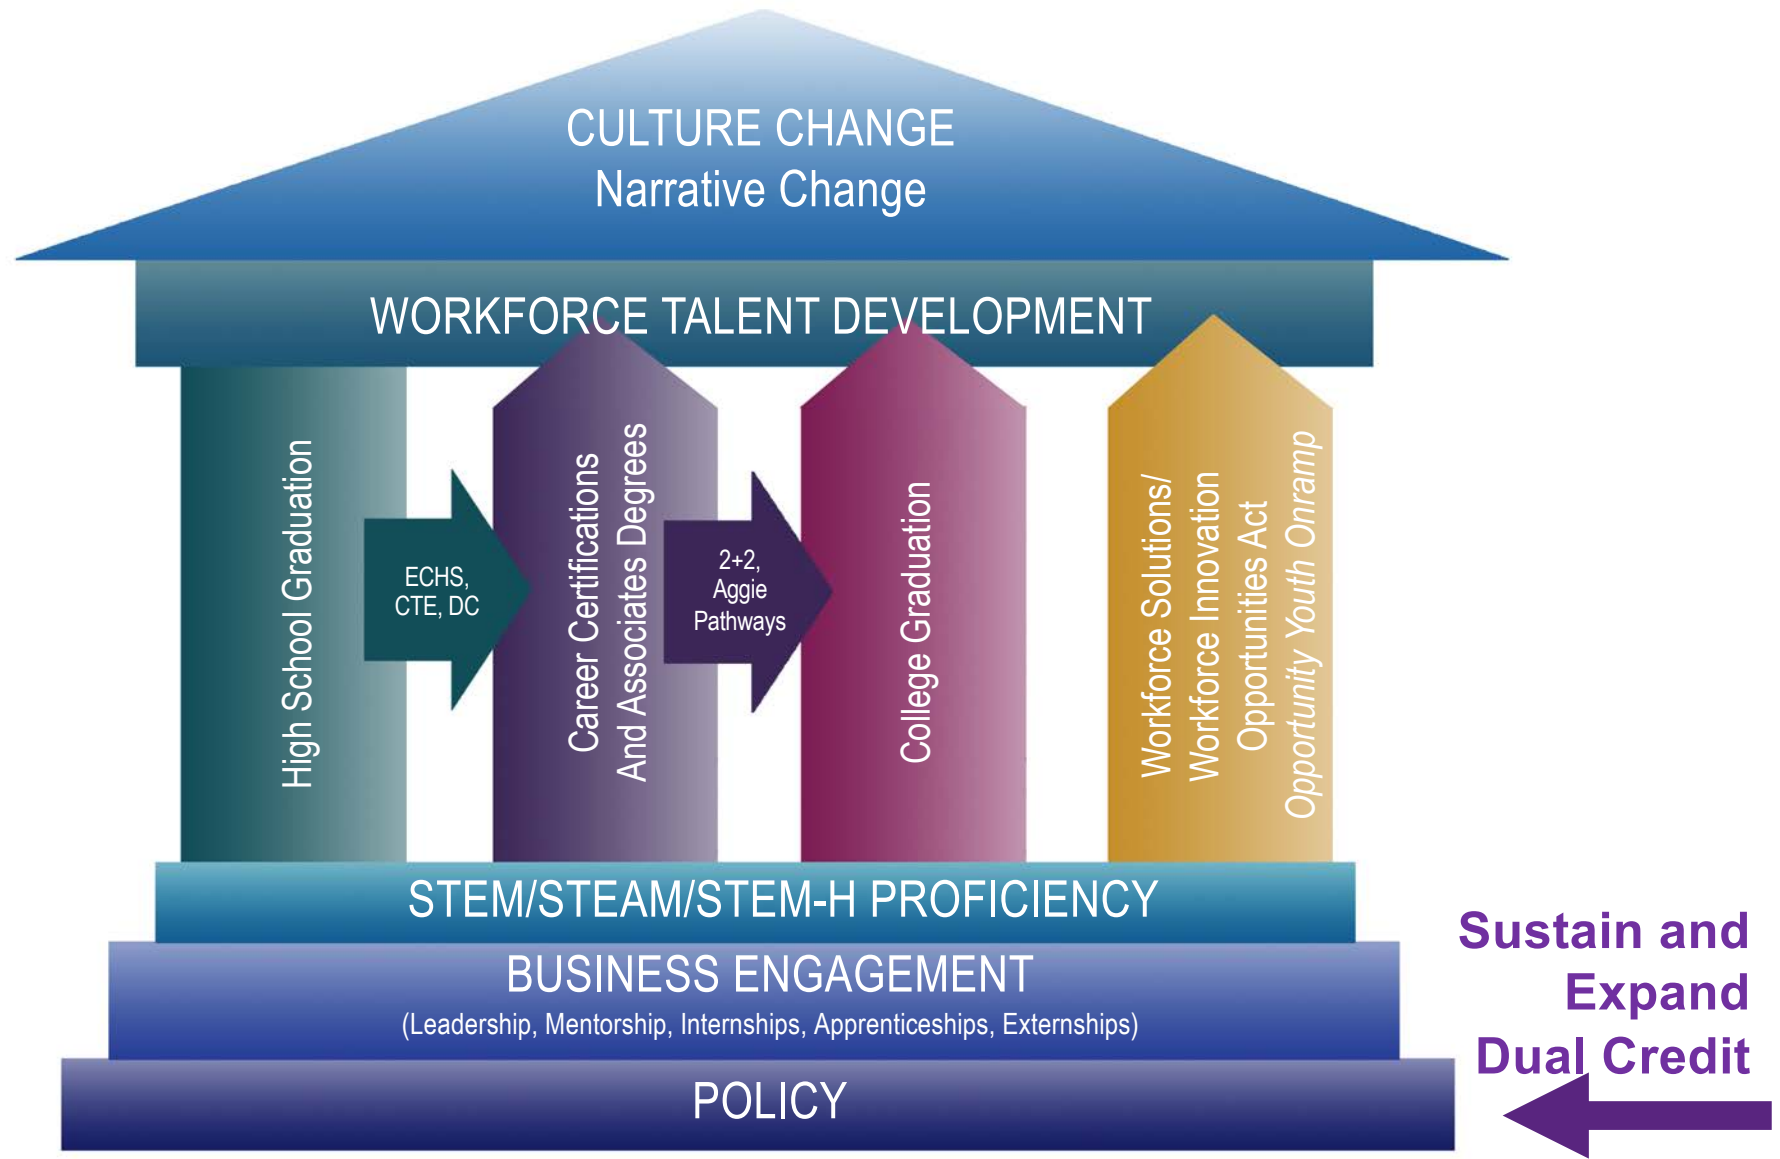 CULTURE CHANGE
Narrative Change
WORKFORCE TALENT DEVELOPMENT
High School Graduation
ECHS,
CTE, DC
Career Certifications
And Associates Degrees
2+2,
Aggie
Pathways
College Graduation
Workforce Solutions/
Workforce Innovation
Opportunities Act
Opportunity Youth Onramp
STEM/STEAM/STEM-H PROFICIENCY
BUSINESS ENGAGEMENT
(Leadership, Mentorship, Internships, Apprenticeships, Externships)
POLICY
Sustain and
Expand
Dual Credit